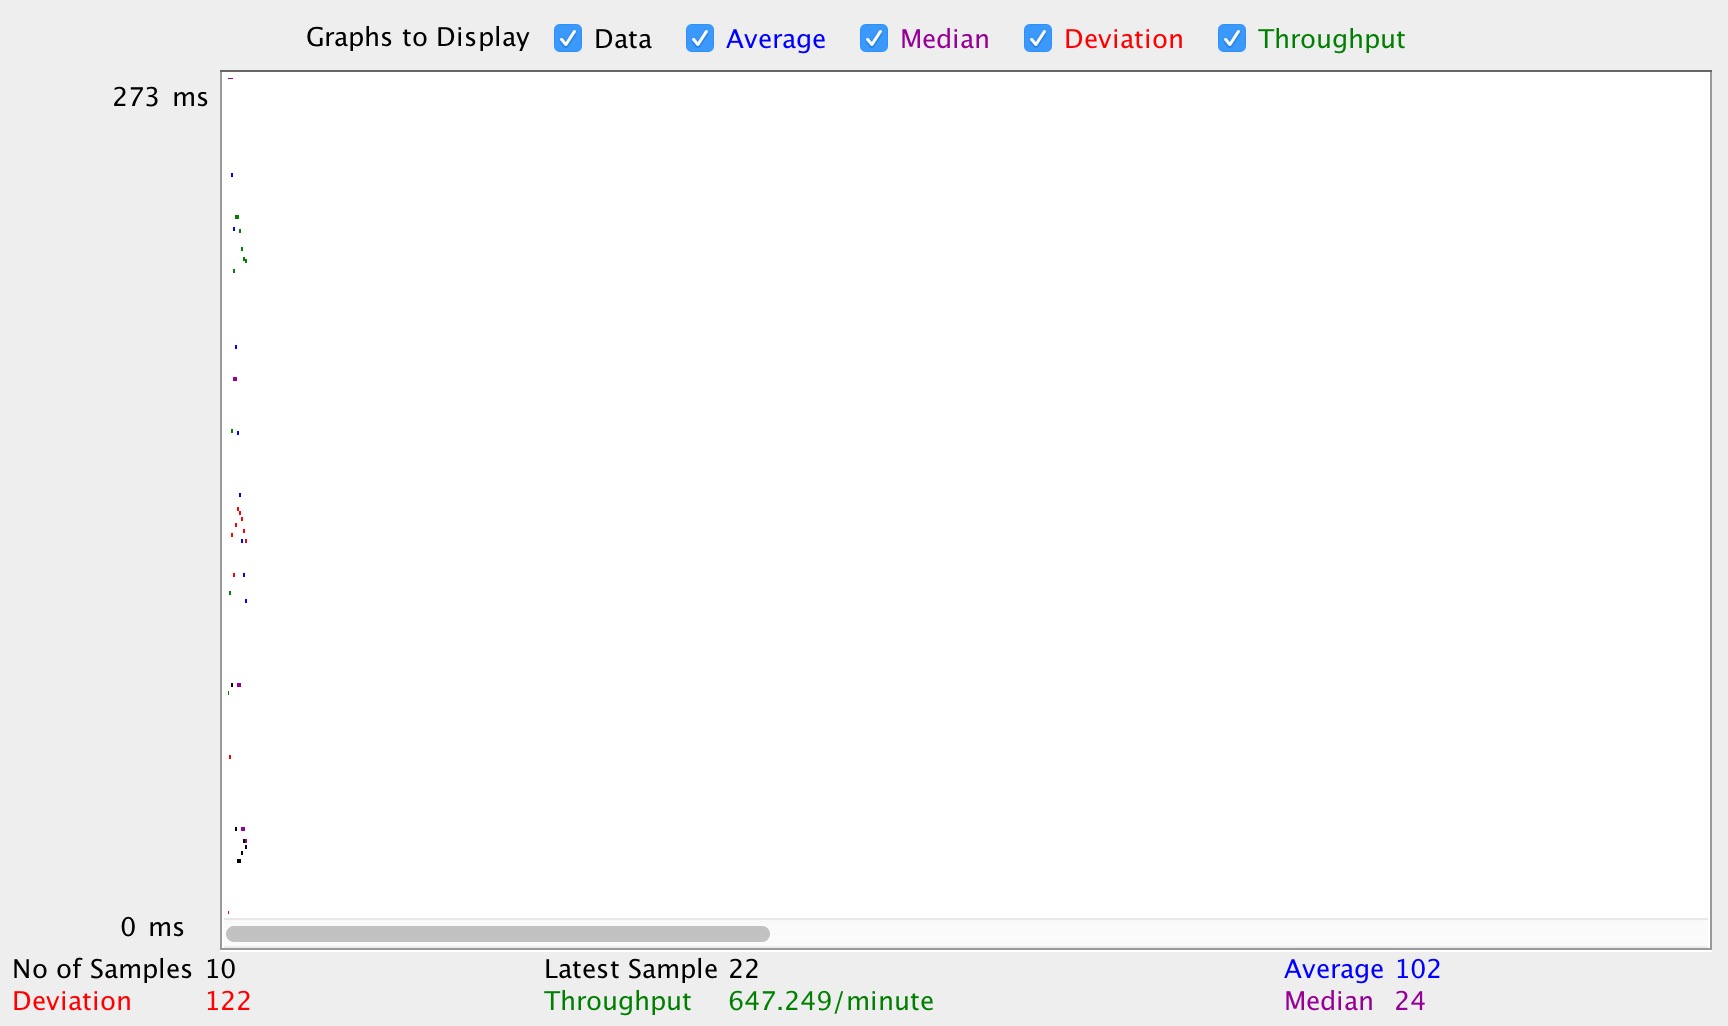 Graphs to Display Data Average Median Deviation Throughput
273 ms
0 ms
No of Samples 10 Latest Sample 22 Average 102
Deviation 122 Throughput 647.249/minute Median 24